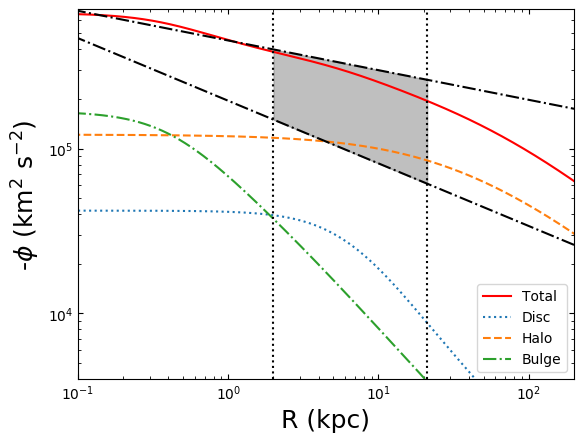 -ϕ (km² s⁻²)
10⁵
10⁴
10⁻¹ 10⁰ 10¹ 10²
R (kpc)
Total
Disc
Halo
Bulge